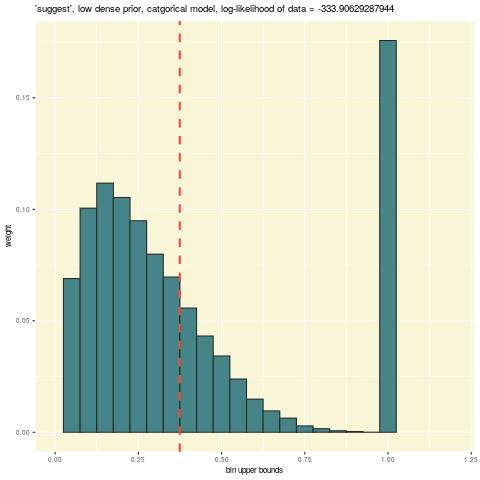 'suggest', low dense prior, catgorical model, log-likelihood of data = -333.90629287944
0.15
0.10
0.05
0.00
weight
0.00 0.25 0.50 0.75 1.00 1.25
bin upper bounds